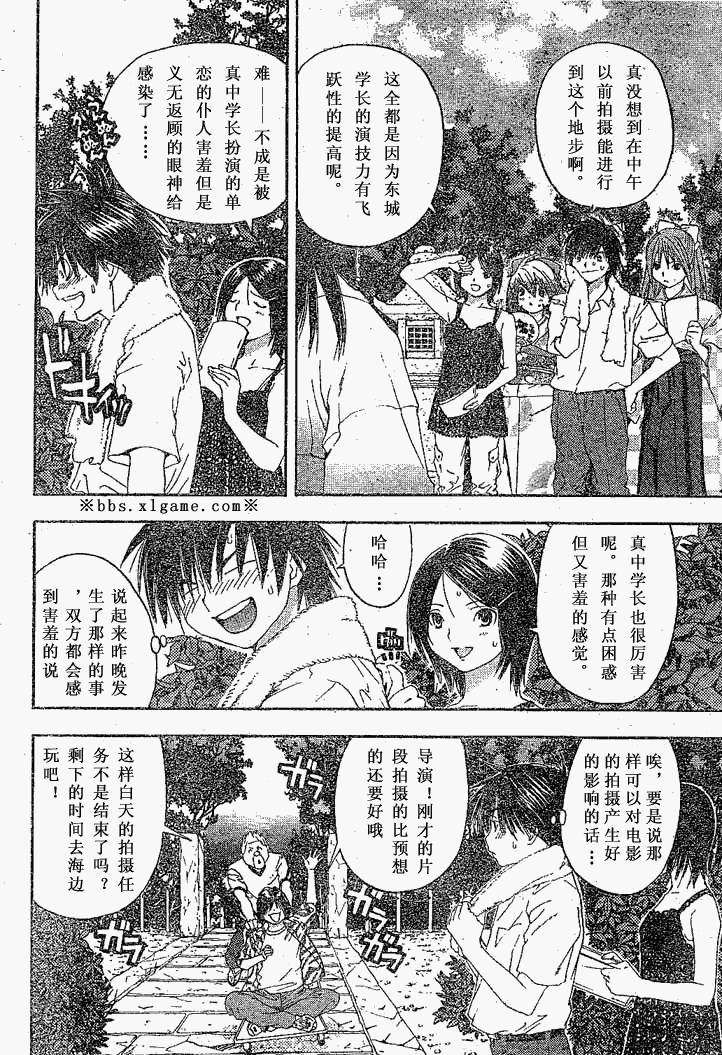 真没想到在中午
以前拍摄能进行
到这个地步啊。
这全都是因为东城
学长的演技力有飞
跃性的提高呢。
难——不成是被
真中学长扮演的单
恋的仆人害羞但是
义无返顾的眼神给
感染了……
※bbs.xlgame.com※
真中学长也很厉害
呢。那种有点困惑
但又害羞的感觉。
哈哈…
说起来昨晚发
生了那样的事
，双方都会感
到害羞的说
唉，要是说那
样可以对电影
的拍摄产生好
的影响的话…
导演！刚才的片
段拍摄的比预想
的还要好哦
ガラ
ガラ
ガラ
ガラ
这样白天的拍摄任
务不是结束了吗？
剩下的时间去海边
玩吧！